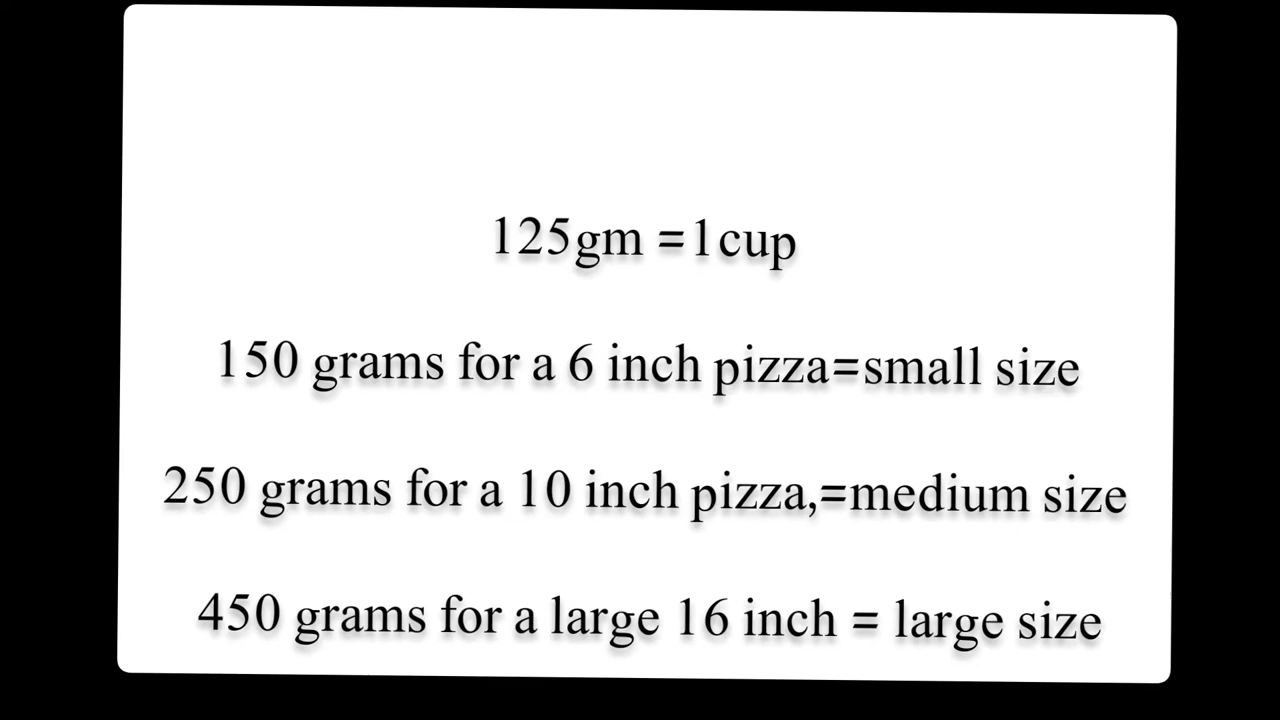 125gm =1cup
150 grams for a 6 inch pizza=small size
250 grams for a 10 inch pizza,=medium size
450 grams for a large 16 inch = large size